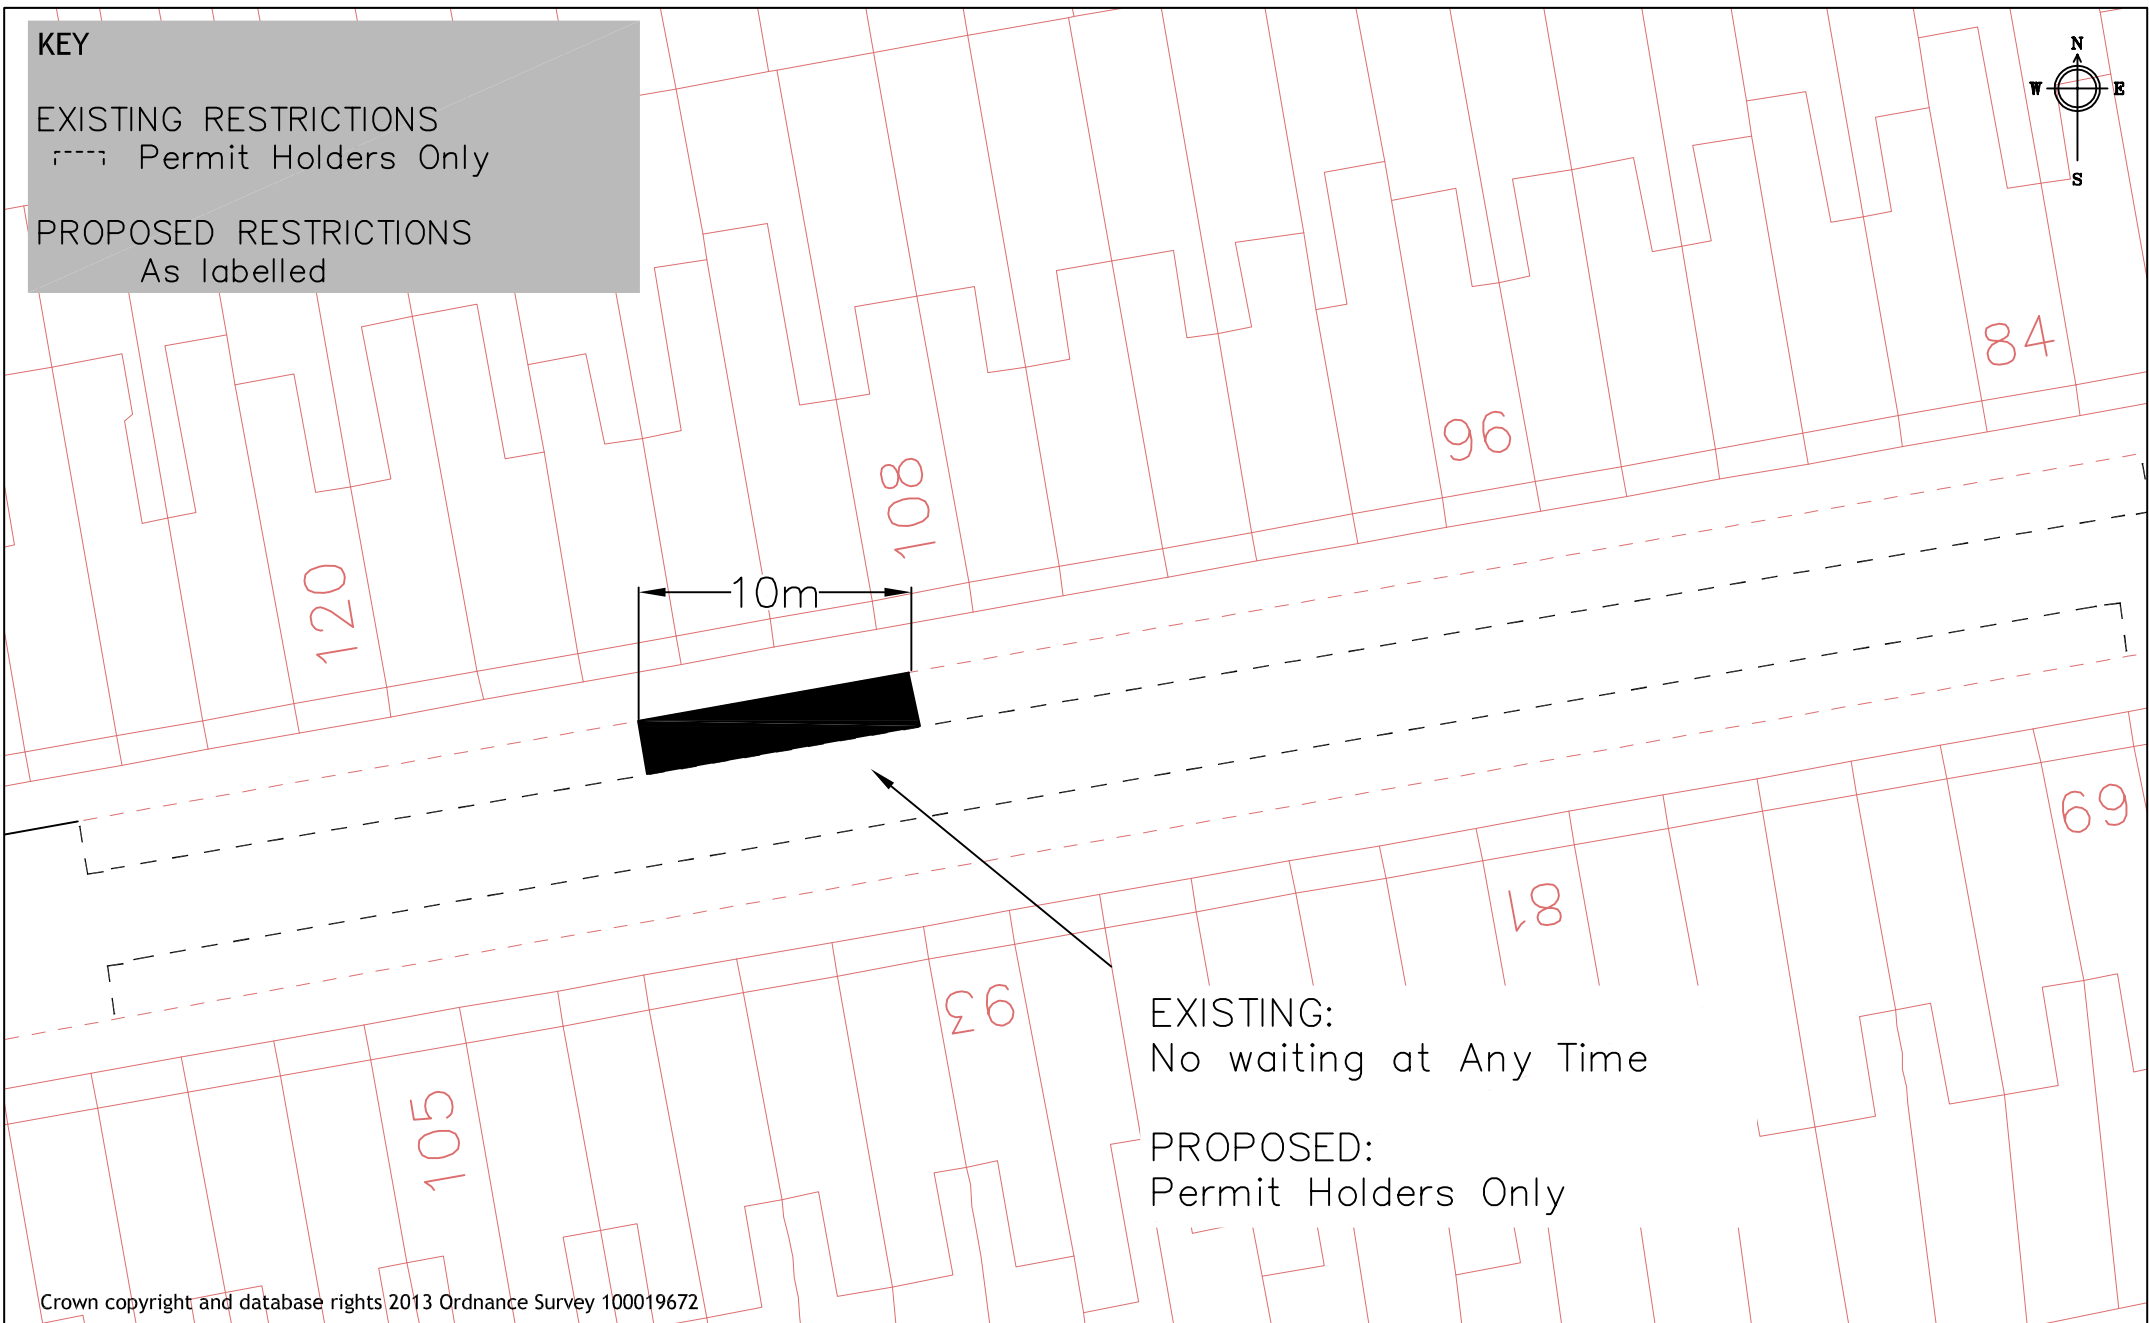 KEY
EXISTING RESTRICTIONS
Permit Holders Only
PROPOSED RESTRICTIONS
As labelled
N
W E
S
84
96
108
120
10m
69
81
93
105
EXISTING:
No waiting at Any Time
PROPOSED:
Permit Holders Only
Crown copyright and database rights 2013 Ordnance Survey 100019672